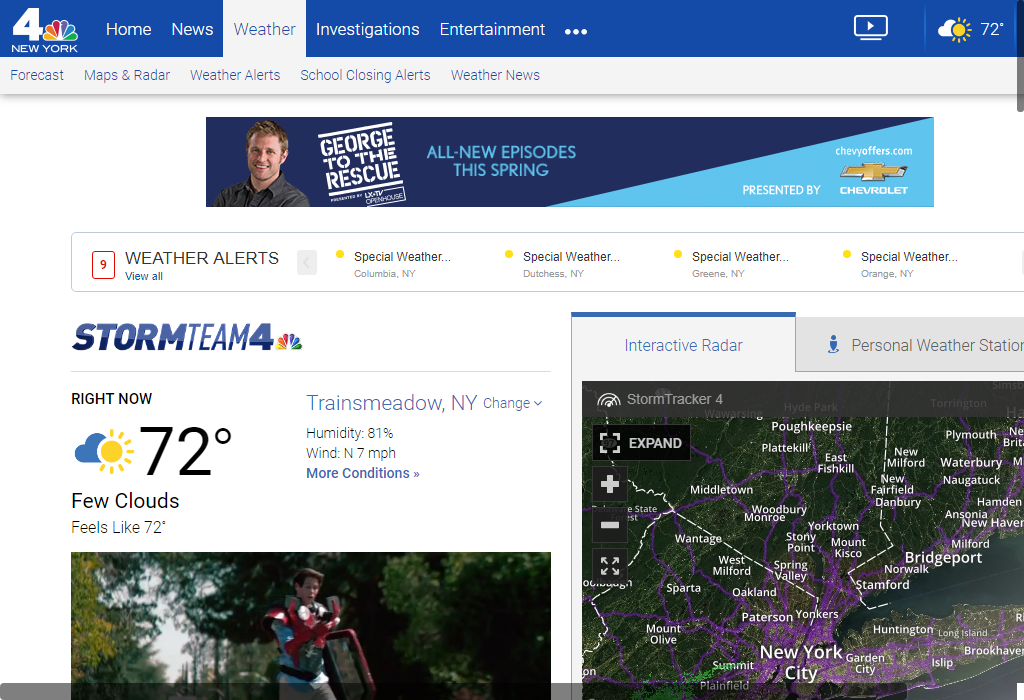 4
NEW YORK
Home
News
Weather
Investigations
Entertainment
72°
Forecast
Maps & Radar
Weather Alerts
School Closing Alerts
Weather News
GEORGE
TO THE
RESCUE
PRESENTED BY LX•TV
OPENHOUSE
ALL-NEW EPISODES
THIS SPRING
PRESENTED BY
chevyoffers.com
CHEVROLET
9
WEATHER ALERTS
View all
Special Weather...
Columbia, NY
Special Weather...
Dutchess, NY
Special Weather...
Greene, NY
Special Weather...
Orange, NY
STORMTEAM4
RIGHT NOW
72°
Few Clouds
Feels Like 72°
Trainsmeadow, NY
Change
Humidity: 81%
Wind: N 7 mph
More Conditions »
Interactive Radar
Personal Weather Station
StormTracker 4
EXPAND
Wawarsing
Hyde Park
Torrington
Poughkeepsie
Plattekill
East
Fishkill
New
Milford
Plymouth
Waterbury
Naugatuck
Middletown
New
Fairfield
Danbury
Hamden
Ansonia
New Haven
Woodbury
Monroe
Yorktown
Wantage
Stony
Point
Mount
Kisco
Milford
Bridgeport
Norwalk
West
Milford
Spring
Valley
Stamford
Sparta
Oakland
Paterson
Yonkers
Mount
Olive
Huntington
Long Island
New York
City
Garden
City
Islip
Brookhaven
Summit
Plainfield